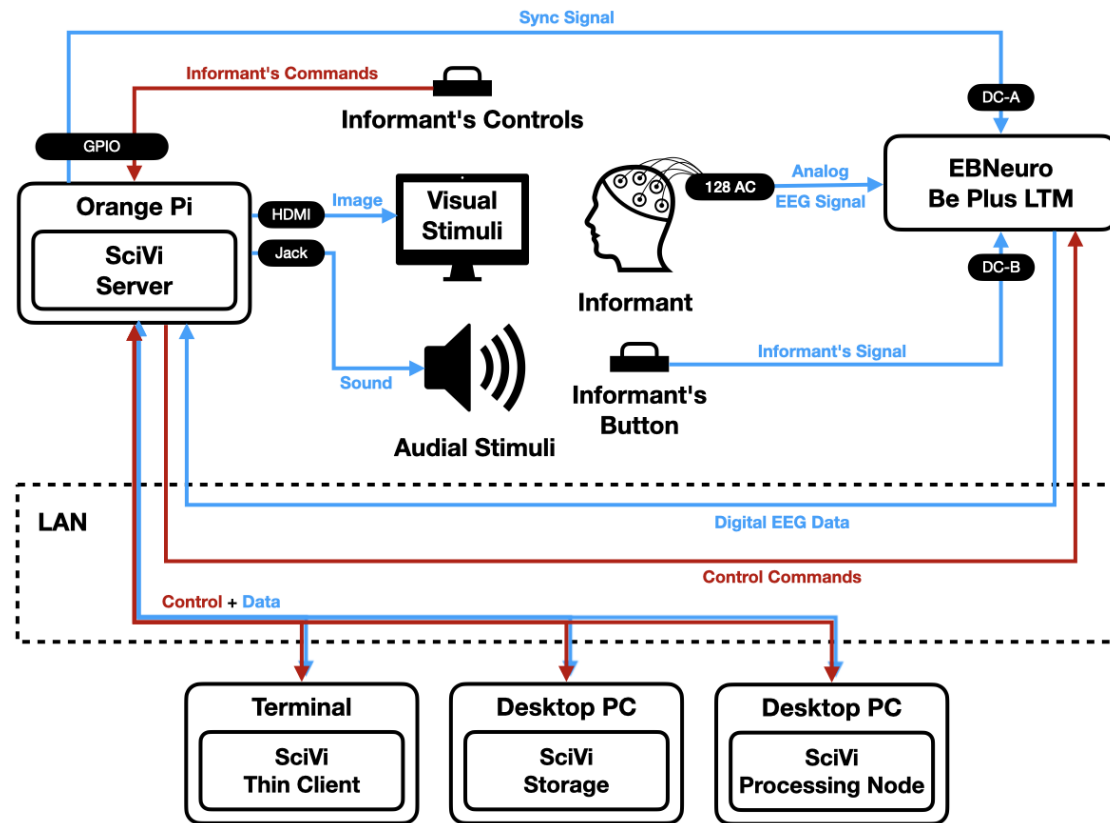 Sync Signal
Informant's Commands
DC-A
Informant's Controls
GPIO
Orange Pi
SciVi
Server
HDMI
Image
Jack
Visual
Stimuli
128 AC
Analog
EEG Signal
EBNeuro
Be Plus LTM
DC-B
Informant
Informant's Signal
Sound
Informant's
Button
Audial Stimuli
LAN
Digital EEG Data
Control Commands
Control + Data
Terminal
SciVi
Thin Client
Desktop PC
SciVi
Storage
Desktop PC
SciVi
Processing Node